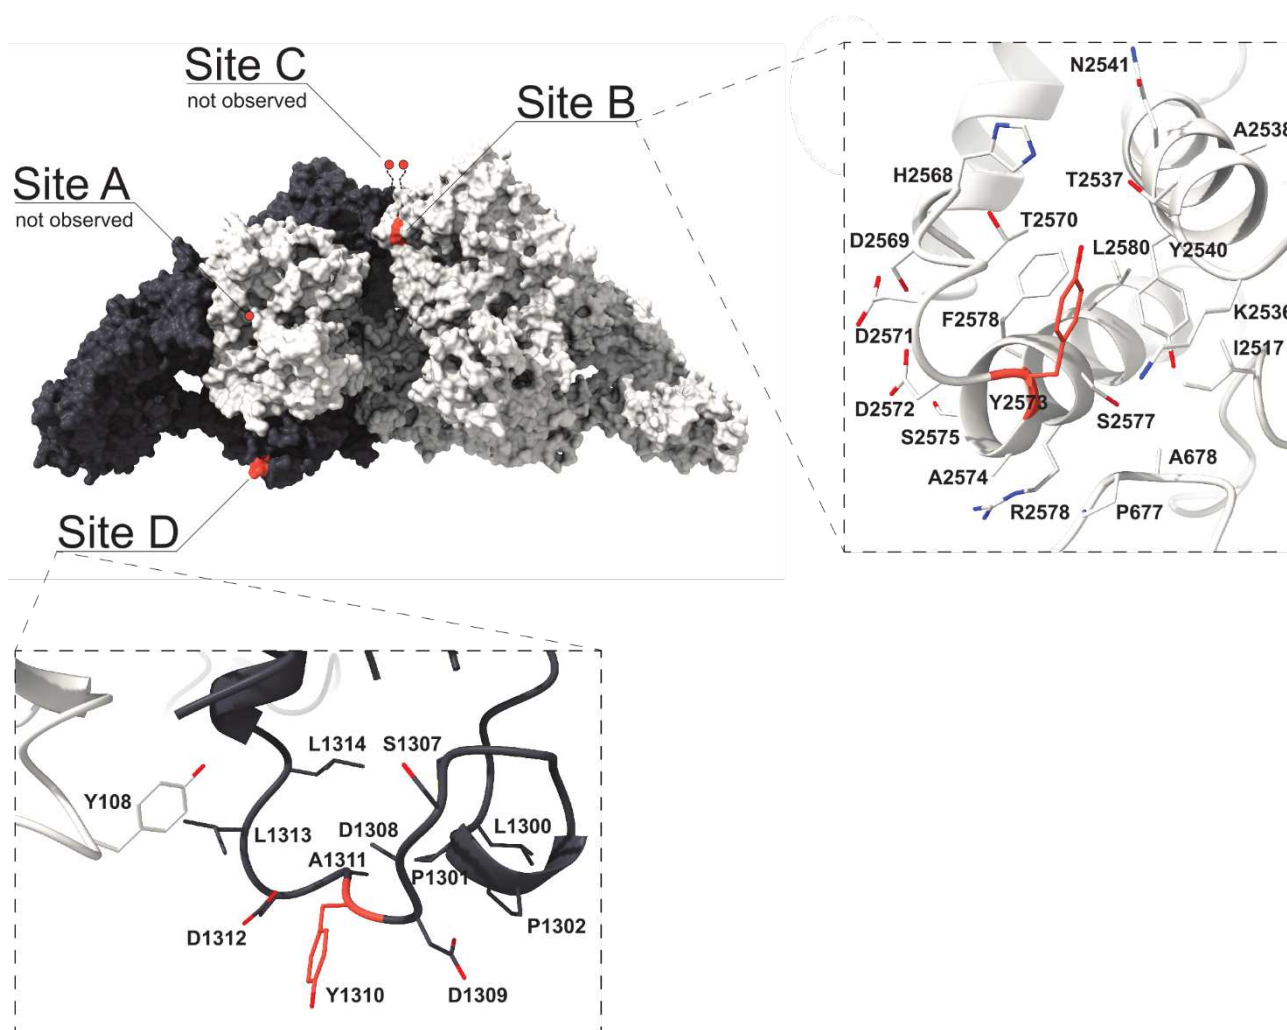 Site C
not observed
Site B
Site A
not observed
Site D
N2541
A2538
H2568
T2537
T2570
D2569
L2580
Y2540
K2536
F2578
D2571
I2517
D2572
Y2573
S2577
S2575
A678
A2574
R2578
P677
L1314
S1307
Y108
L1313
D1308
L1300
A1311
P1301
D1312
P1302
Y1310
D1309